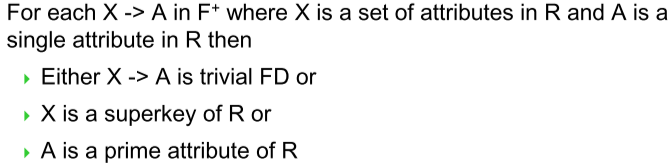 For each X -> A in F⁺ where X is a set of attributes in R and A is a
single attribute in R then
Either X -> A is trivial FD or
X is a superkey of R or
A is a prime attribute of R